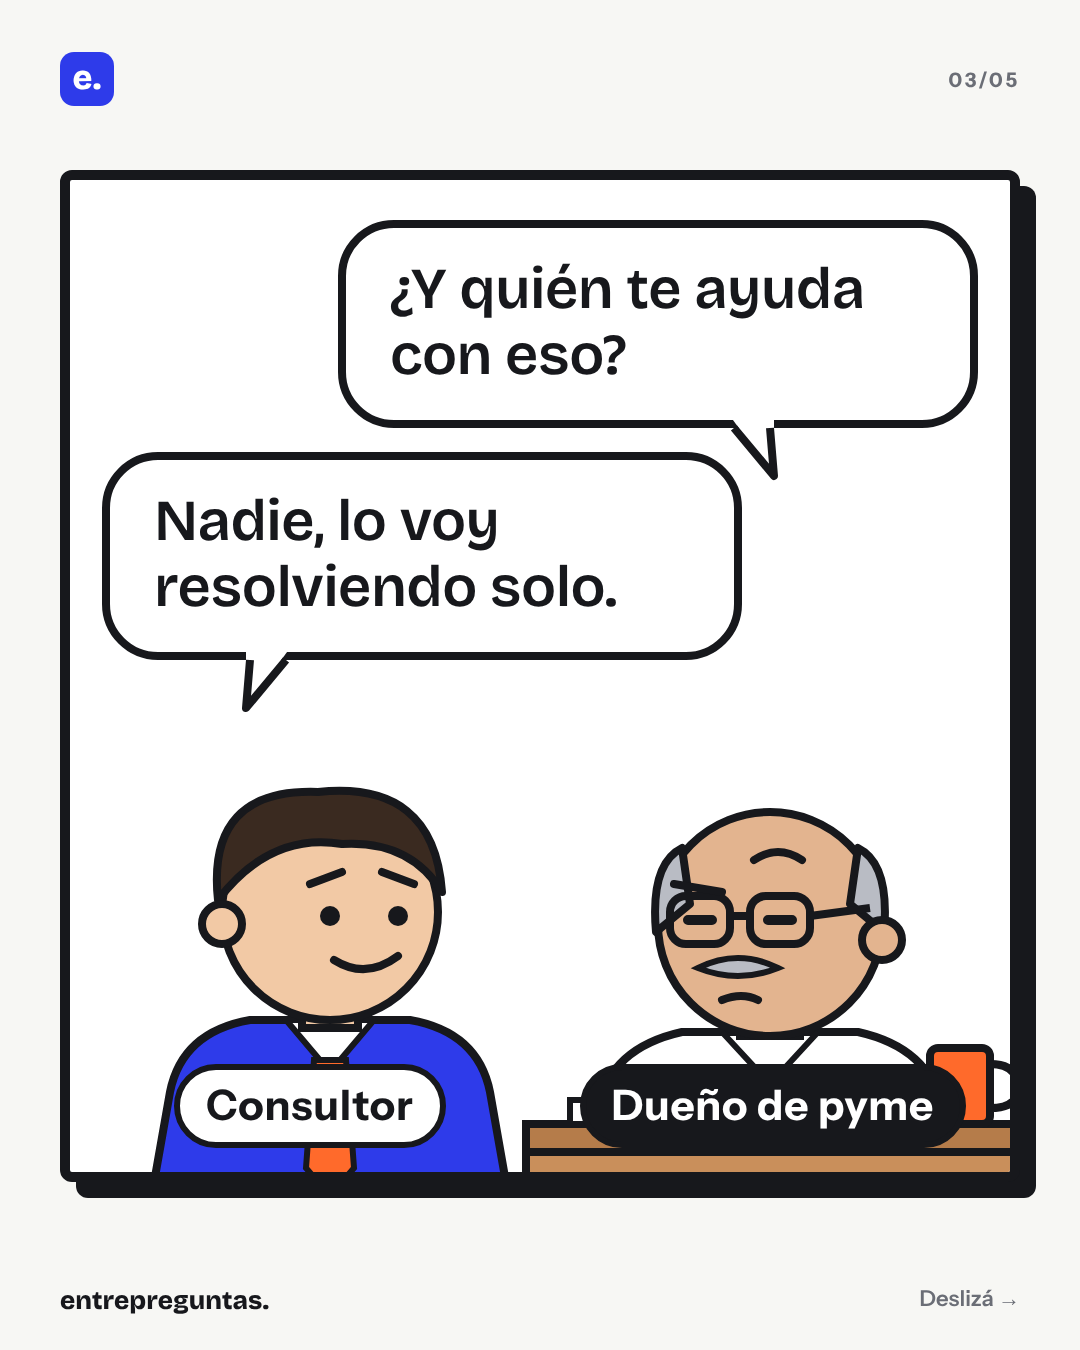 e.
03/05
¿Y quién te ayuda
con eso?
Nadie, lo voy
resolviendo solo.
Consultor
Dueño de pyme
entrepreguntas.
Deslizá →